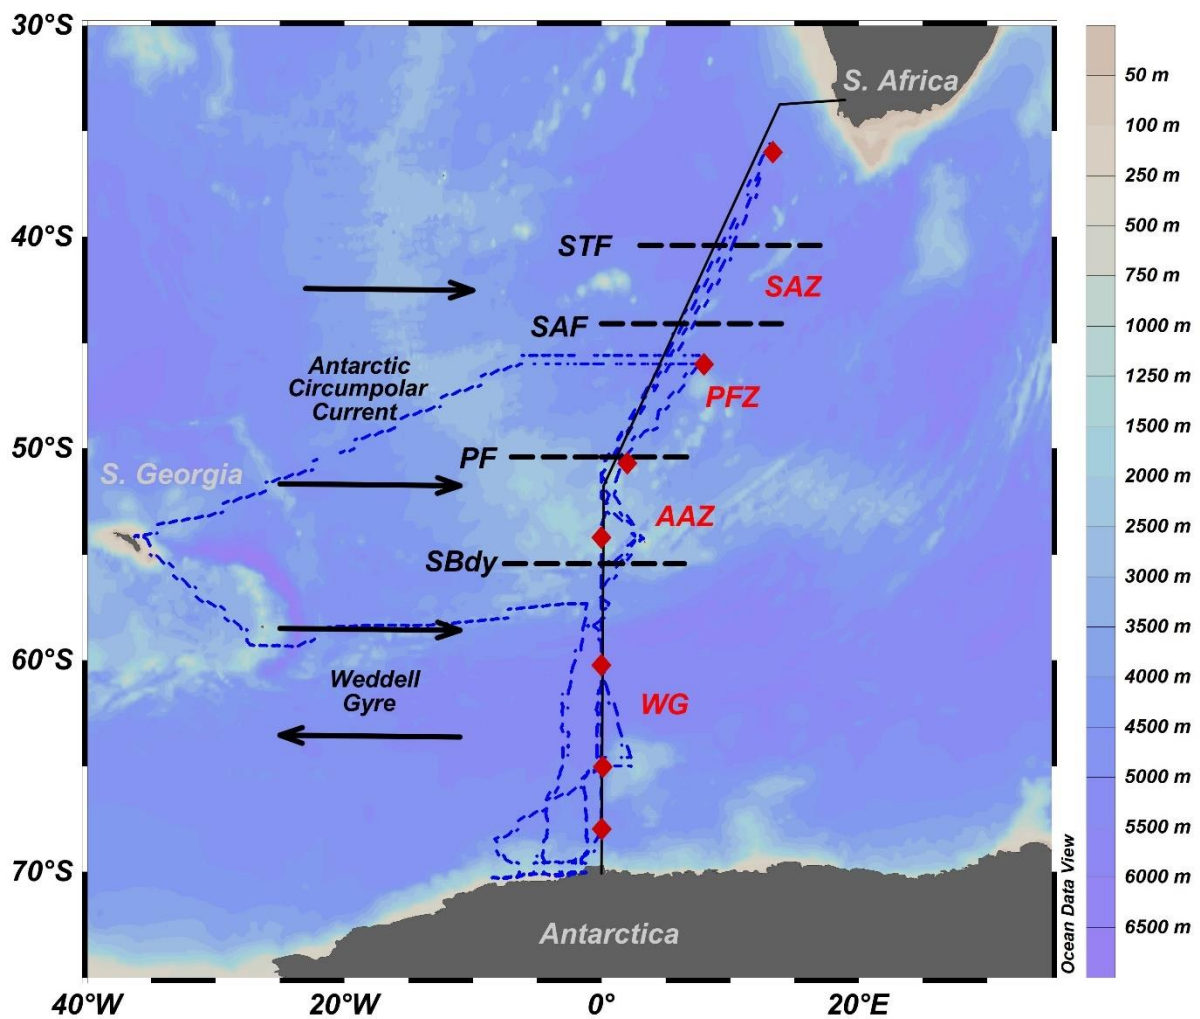 30°S
40°S
50°S
60°S
70°S
40°W
20°W
0°
20°E
S. Africa
STF
SAZ
SAF
Antarctic
Circumpolar
Current
PFZ
PF
S. Georgia
AAZ
SBdy
Weddell
Gyre
WG
Antarctica
Ocean Data View
50 m
100 m
250 m
500 m
750 m
1000 m
1250 m
1500 m
2000 m
2500 m
3000 m
3500 m
4000 m
4500 m
5000 m
5500 m
6000 m
6500 m